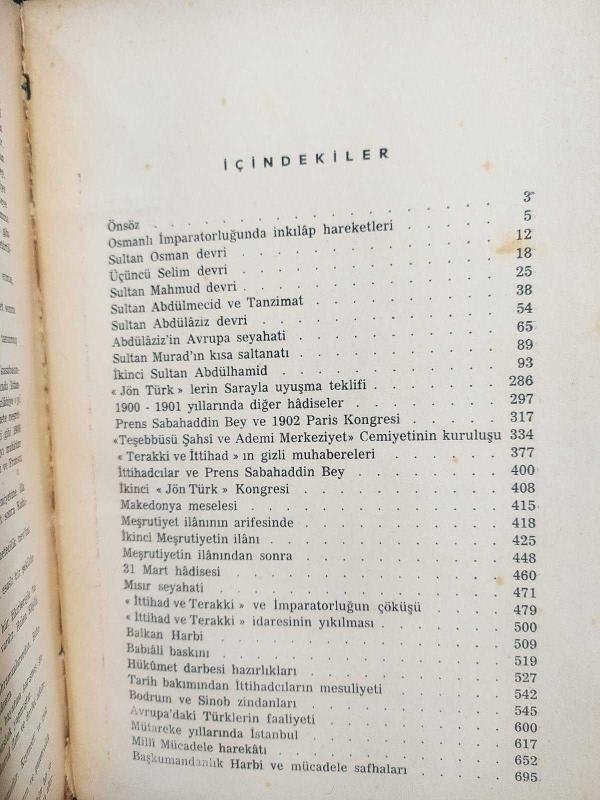 İÇİNDEKİLER
Önsöz . . . . . . . . . . 3
Osmanlı İmparatorluğunda inkılâp hareketleri . . . . 5
Sultan Osman devri . . . . . . . . . . 12
Üçüncü Selim devri . . . . . . . . . . 18
Sultan Mahmud devri . . . . . . . . . . 25
Sultan Abdülmecid ve Tanzimat . . . . . . . 38
Sultan Abdülâziz devri . . . . . . . . . 54
Abdülâziz'in Avrupa seyahati . . . . . . . . 65
Sultan Murad'ın kısa saltanatı . . . . . . . . 89
İkinci Sultan Abdülhamid . . . . . . . . . 93
«Jön Türk» lerin Sarayla uyuşma teklifi . . . . . 286
1900 - 1901 yıllarında diğer hâdiseler . . . . . 297
Prens Sabahaddin Bey ve 1902 Paris Kongresi . . . . 317
«Teşebbüsü Şahsi ve Ademi Merkeziyet» Cemiyetinin kuruluşu 334
«Terakki ve İttihad» ın gizli muhabereleri . . . . . 377
İttihadcılar ve Prens Sabahaddin Bey . . . . . . 400
İkinci «Jön Türk» Kongresi . . . . . . . . 408
Makedonya meselesi . . . . . . . . . . 415
Meşrutiyet ilânının arifesinde . . . . . . . . 418
İkinci Meşrutiyetin ilânı . . . . . . . . . 425
Meşrutiyetin ilânından sonra . . . . . . . . 448
31 Mart hâdisesi . . . . . . . . . . 460
Mısır seyahati . . . . . . . . . . 471
«İttihad ve Terakki» ve İmparatorluğun çöküşü . . . . 479
«İttihad ve Terakki» idaresinin yıkılması . . . . . 500
Balkan Harbi . . . . . . . . . . 509
Babıâli baskını . . . . . . . . . . 519
Hükûmet darbesi hazırlıkları . . . . . . . . 527
Tarih bakımından İttihadcıların mesuliyeti . . . . . 542
Bodrum ve Sinob zindanları . . . . . . . . 545
Avrupa'daki Türklerin faaliyeti . . . . . . . 600
Mütareke yıllarında İstanbul . . . . . . . . 617
Milli Mücadele harekâtı . . . . . . . . . 652
Başkumandanlık Harbi ve mücadele safhaları . . . . 695